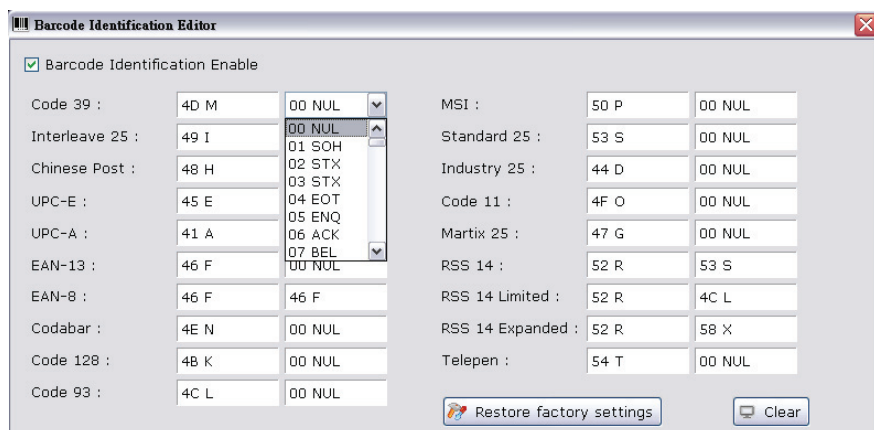 Barcode Identification Editor
Barcode Identification Enable
Code 39 : 4D M 00 NUL
Interleave 25 : 49 I
Chinese Post : 48 H
UPC-E : 45 E
UPC-A : 41 A
EAN-13 : 46 F 00 NUL
EAN-8 : 46 F 46 F
Codabar : 4E N 00 NUL
Code 128 : 4B K 00 NUL
Code 93 : 4C L 00 NUL
00 NUL
01 SOH
02 STX
03 STX
04 EOT
05 ENQ
06 ACK
07 BEL
MSI : 50 P 00 NUL
Standard 25 : 53 S 00 NUL
Industry 25 : 44 D 00 NUL
Code 11 : 4F O 00 NUL
Martix 25 : 47 G 00 NUL
RSS 14 : 52 R 53 S
RSS 14 Limited : 52 R 4C L
RSS 14 Expanded : 52 R 58 X
Telepen : 54 T 00 NUL
Restore factory settings Clear